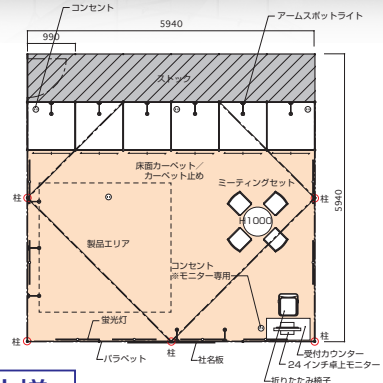 コンセント
アームスポットライト
5940
990
ストック
床面カーペット／
カーペット止め
ミーティングセット
柱
柱
5940
H1000
製品エリア
コンセント
※モニター専用
蛍光灯
柱
柱
柱
パラペット
社名板
受付カウンター
24 インチ卓上モニター
折りたたみ椅子